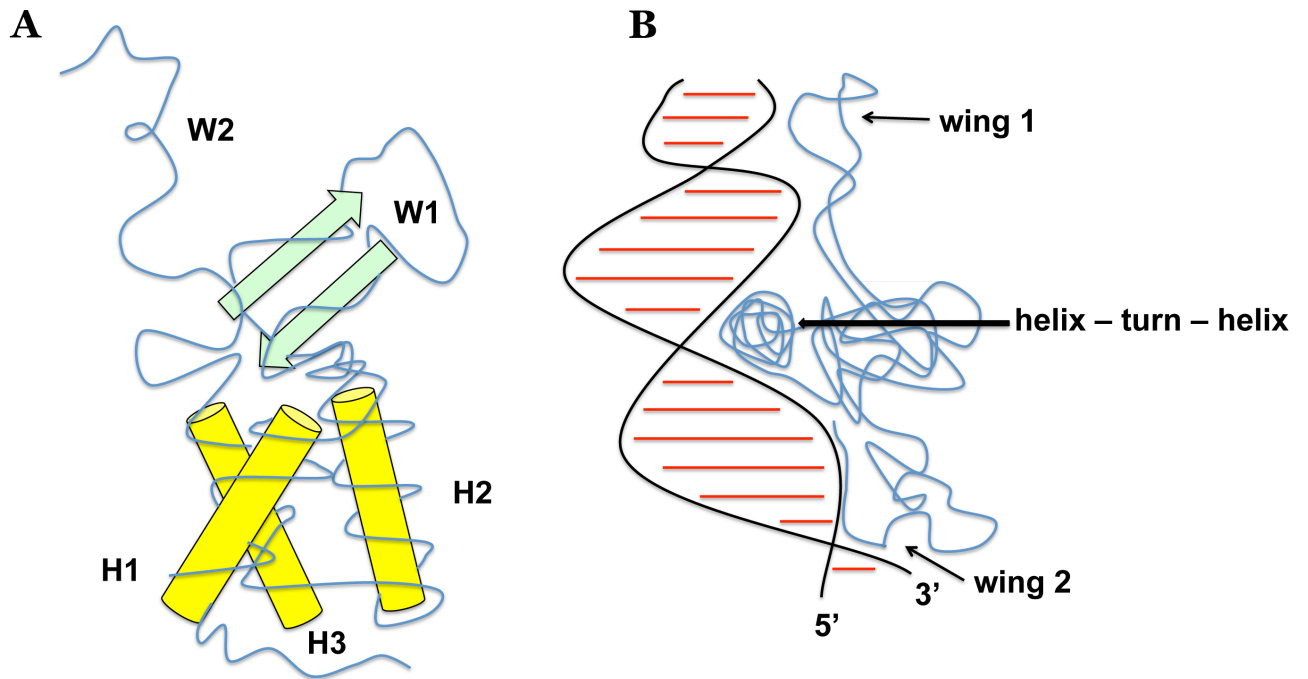 A
W2
W1
H2
H1
H3
B
wing 1
helix – turn – helix
wing 2
3’
5’